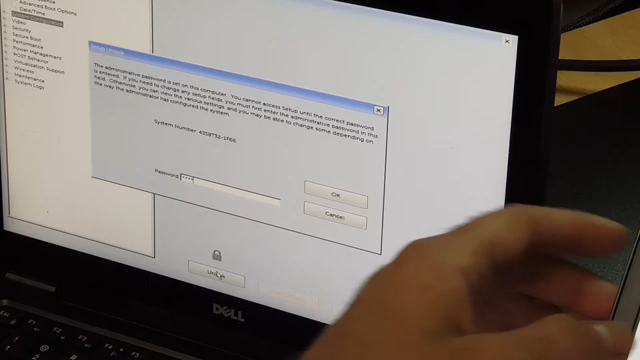 Advanced Boot Options
Date/Time
System Configuration
Video
Security
Secure Boot
Performance
Power Management
POST Behavior
Virtualization Support
Wireless
Maintenance
System Logs
Setup Unlock
The administrative password is set on this computer. You cannot access Setup until the correct password
is entered. If you need to change any setup fields, you must first enter the administrative password in this
field. Otherwise, you can view the various settings, and you may be able to change some depending on
the way the administrator has configured the system.
System Number:
Password:
****
OK
Cancel
Unlock
DELL